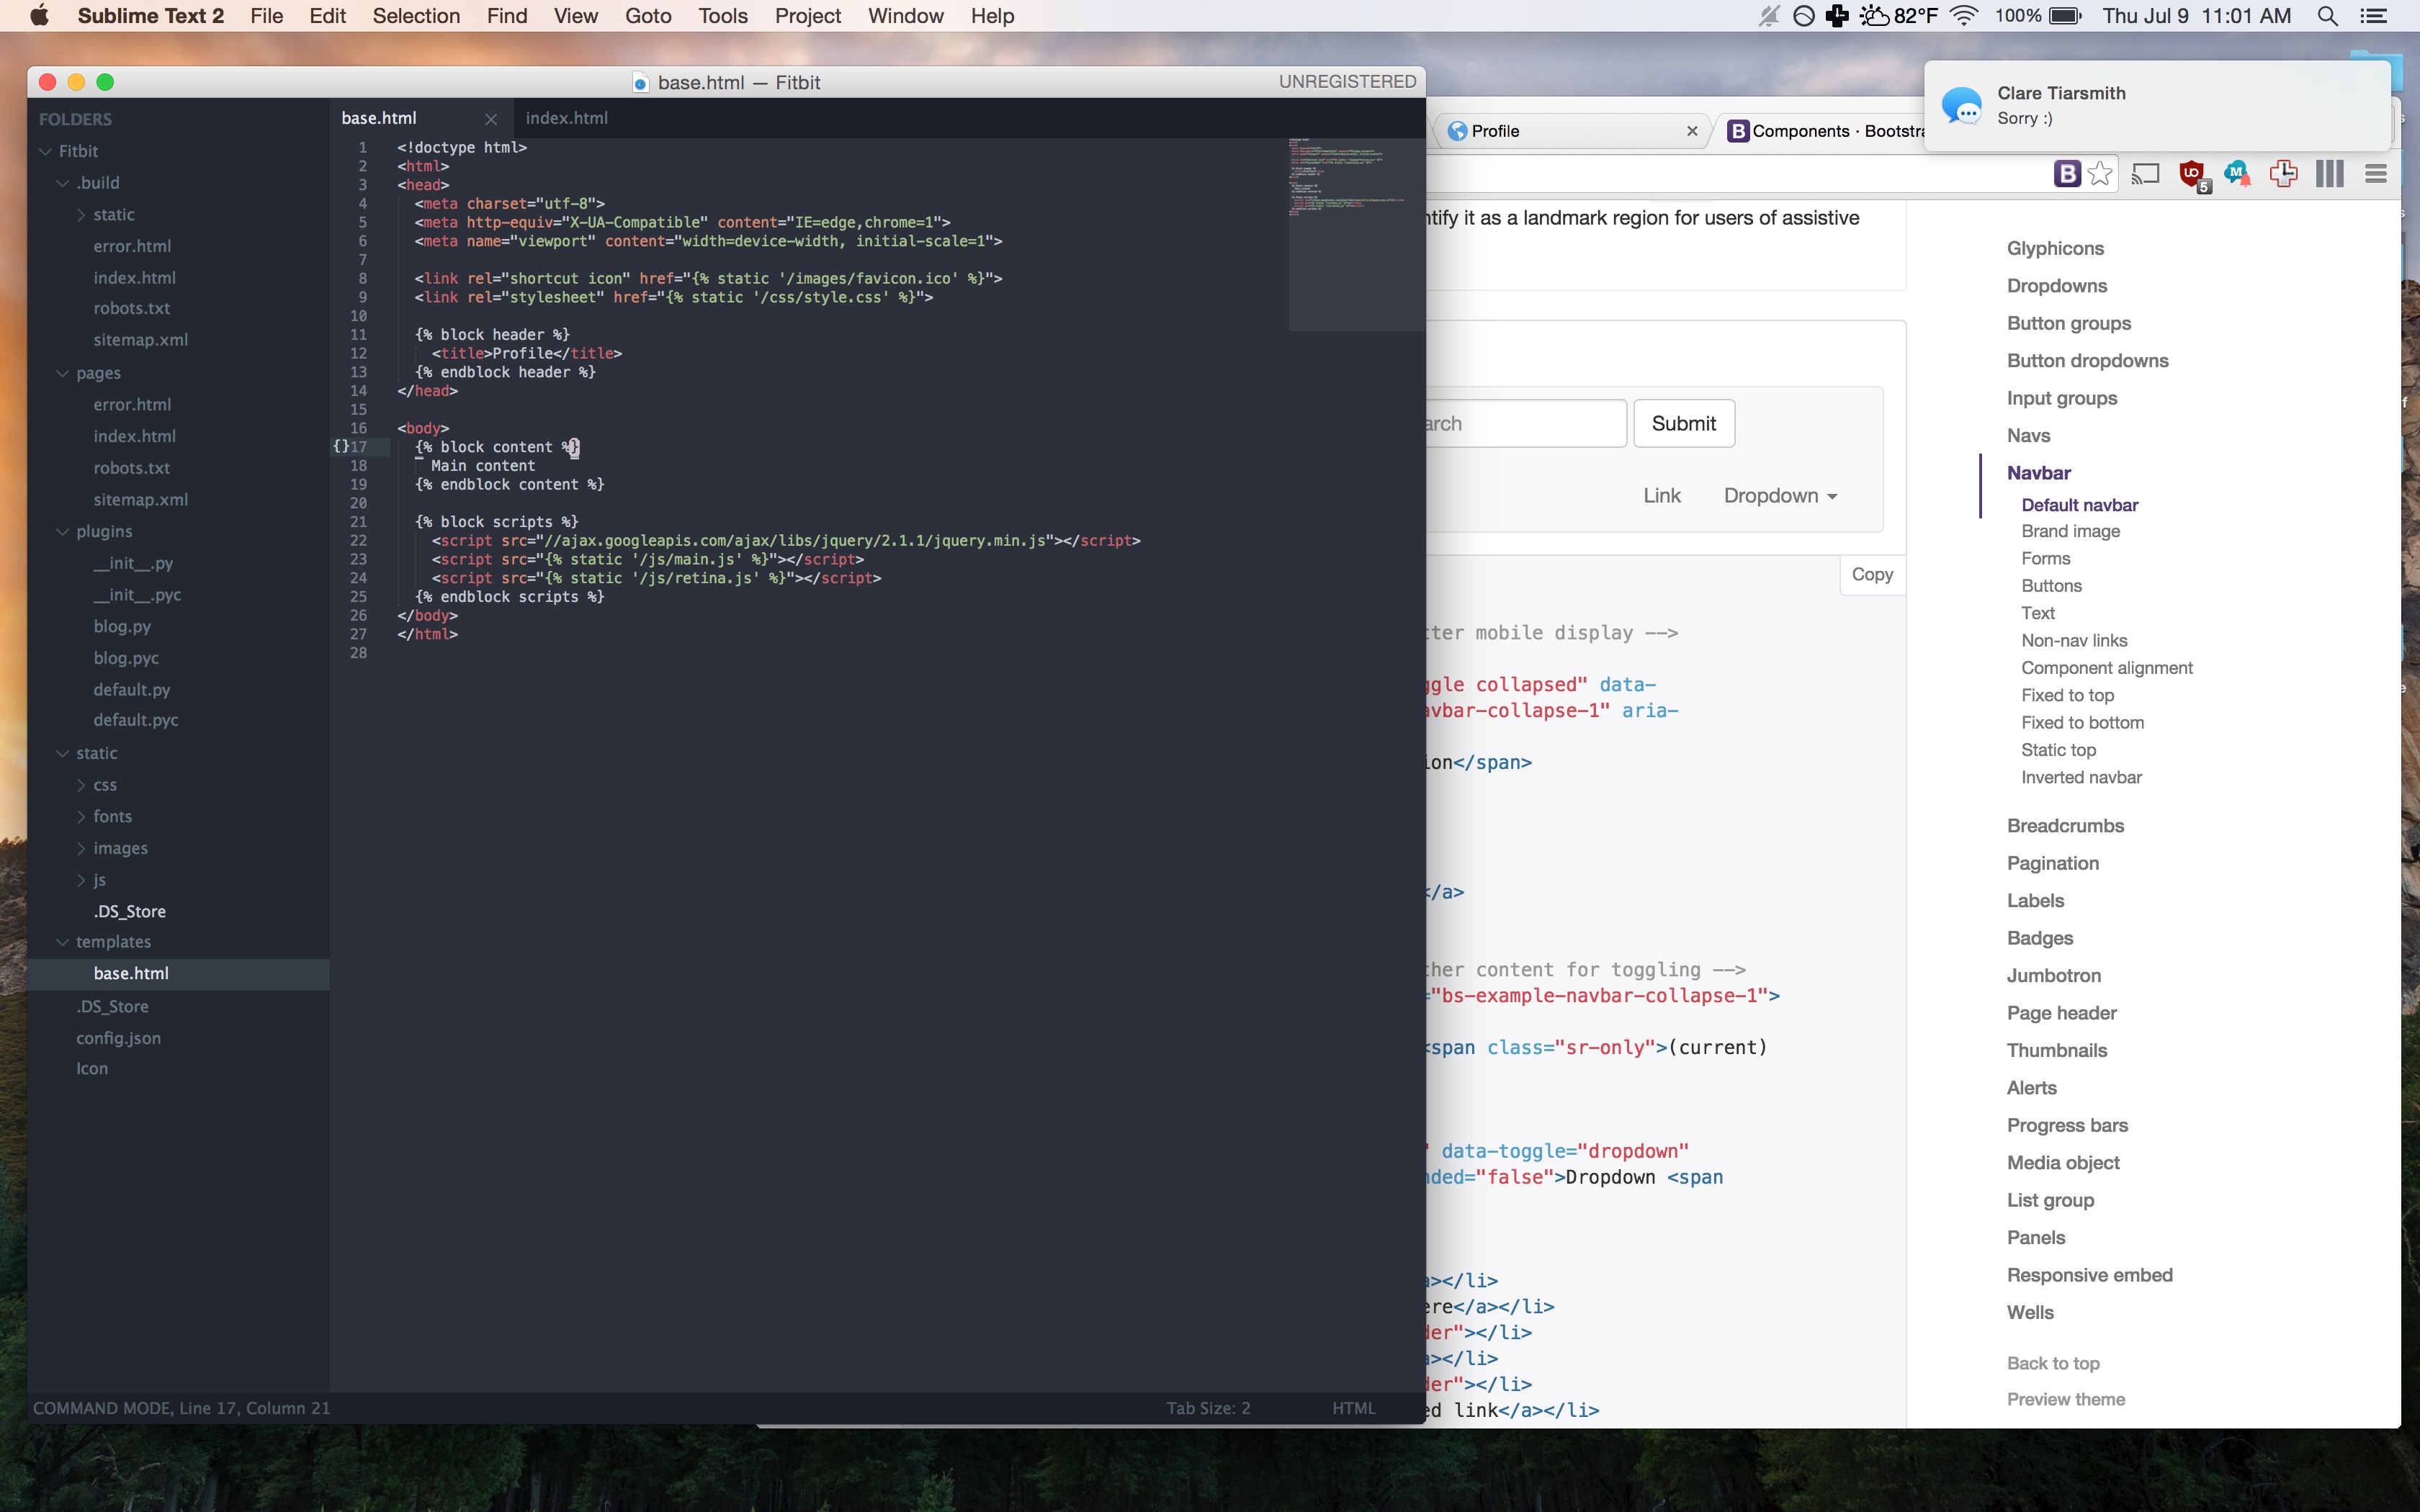 Sublime Text 2 File Edit Selection Find View Goto Tools Project Window Help
82°F 100% Thu Jul 9 11:01 AM
base.html — Fitbit
UNREGISTERED
FOLDERS
Fitbit
.build
static
error.html
index.html
robots.txt
sitemap.xml
pages
error.html
index.html
robots.txt
sitemap.xml
plugins
__init__.py
__init__.pyc
blog.py
blog.pyc
default.py
default.pyc
static
css
fonts
images
js
.DS_Store
templates
base.html
.DS_Store
config.json
Icon
base.html index.html
1 <!doctype html>
2 <html>
3 <head>
4 <meta charset="utf-8">
5 <meta http-equiv="X-UA-Compatible" content="IE=edge,chrome=1">
6 <meta name="viewport" content="width=device-width, initial-scale=1">
7
8 <link rel="shortcut icon" href="{% static '/images/favicon.ico' %}">
9 <link rel="stylesheet" href="{% static '/css/style.css' %}">
10
11 {% block header %}
12 <title>Profile</title>
13 {% endblock header %}
14 </head>
15
16 <body>
{}17 {% block content %}
18 Main content
19 {% endblock content %}
20
21 {% block scripts %}
22 <script src="//ajax.googleapis.com/ajax/libs/jquery/2.1.1/jquery.min.js"></script>
23 <script src="{% static '/js/main.js' %}"></script>
24 <script src="{% static '/js/retina.js' %}"></script>
25 {% endblock scripts %}
26 </body>
27 </html>
28
COMMAND MODE, Line 17, Column 21
Tab Size: 2 HTML
Profile
B Components · Bootstra
Clare Tiarsmith
Sorry :)
B
UO 5
M
ntify it as a landmark region for users of assistive
arch Submit
Link Dropdown
Copy
tter mobile display -->
ggle collapsed" data-
avbar-collapse-1" aria-
ion</span>
</a>
her content for toggling -->
="bs-example-navbar-collapse-1">
<span class="sr-only">(current)
" data-toggle="dropdown"
nded="false">Dropdown <span
a></li>
ere</a></li>
der"></li>
a></li>
der"></li>
ed link</a></li>
Glyphicons
Dropdowns
Button groups
Button dropdowns
Input groups
Navs
Navbar
Default navbar
Brand image
Forms
Buttons
Text
Non-nav links
Component alignment
Fixed to top
Fixed to bottom
Static top
Inverted navbar
Breadcrumbs
Pagination
Labels
Badges
Jumbotron
Page header
Thumbnails
Alerts
Progress bars
Media object
List group
Panels
Responsive embed
Wells
Back to top
Preview theme